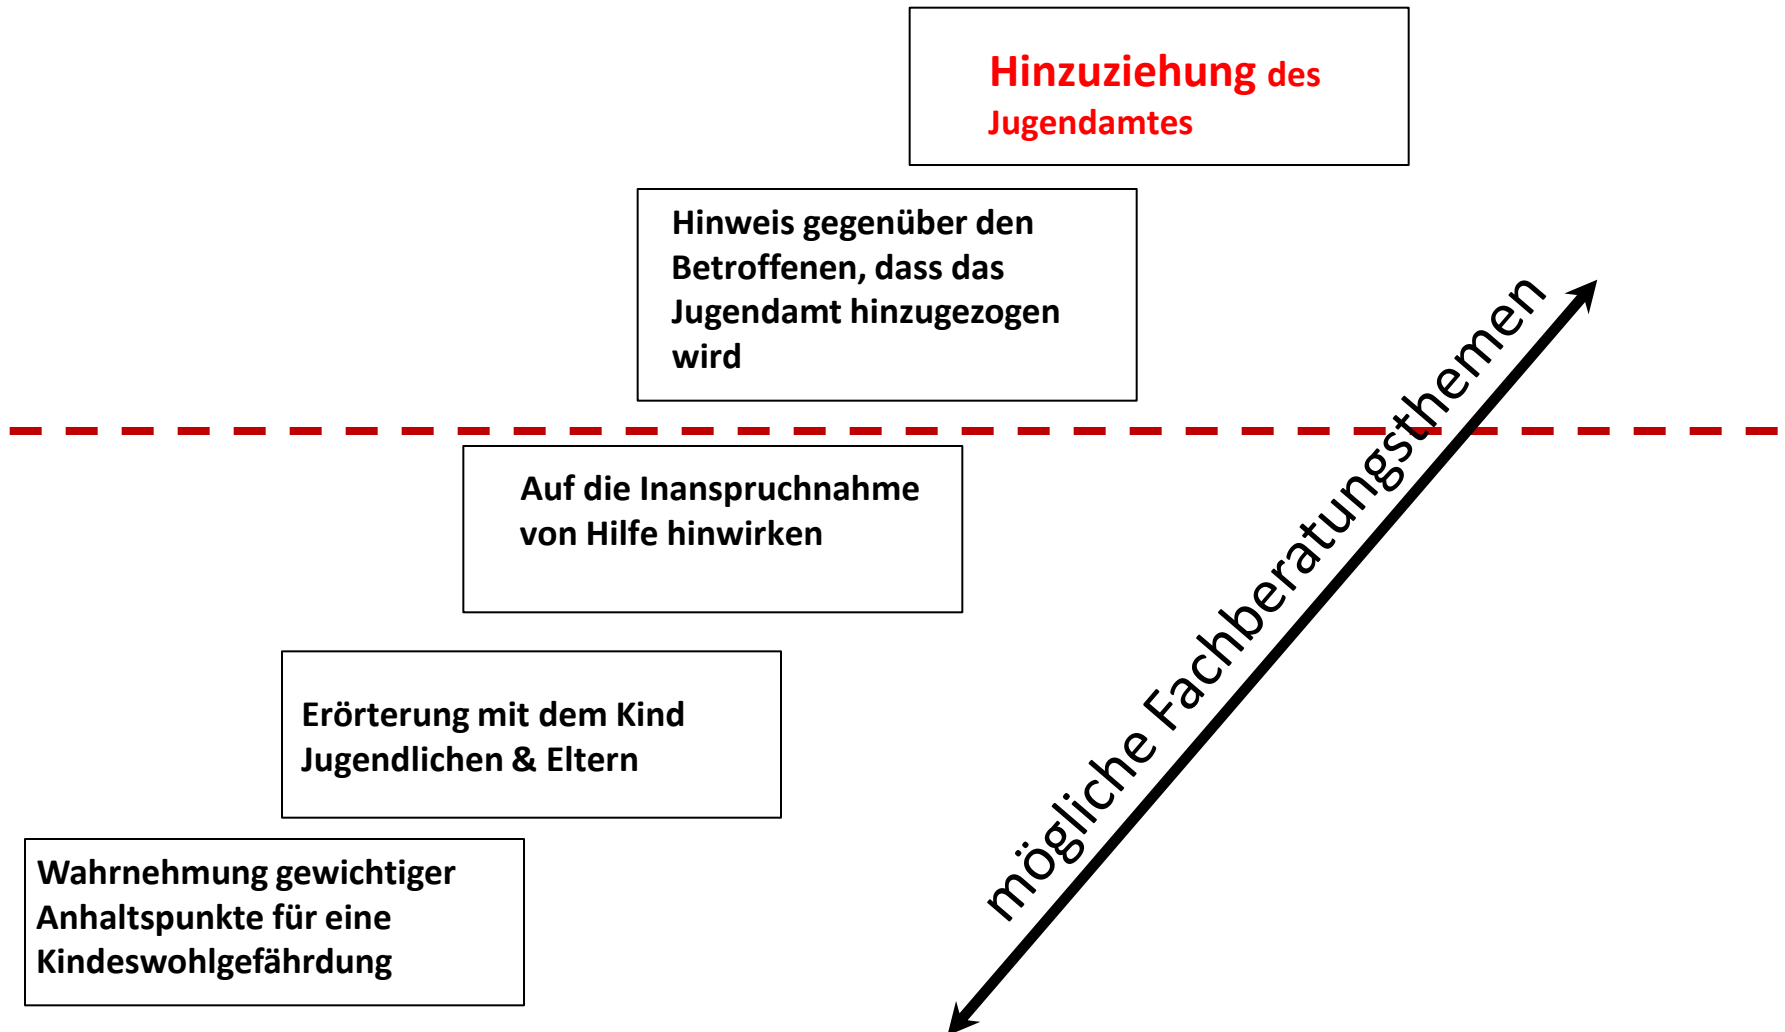 Hinzuziehung des
Jugendamtes
Hinweis gegenüber den
Betroffenen, dass das
Jugendamt hinzugezogen
wird
Auf die Inanspruchnahme
von Hilfe hinwirken
Erörterung mit dem Kind
Jugendlichen & Eltern
Wahrnehmung gewichtiger
Anhaltspunkte für eine
Kindeswohlgefährdung
mögliche Fachberatungsthemen